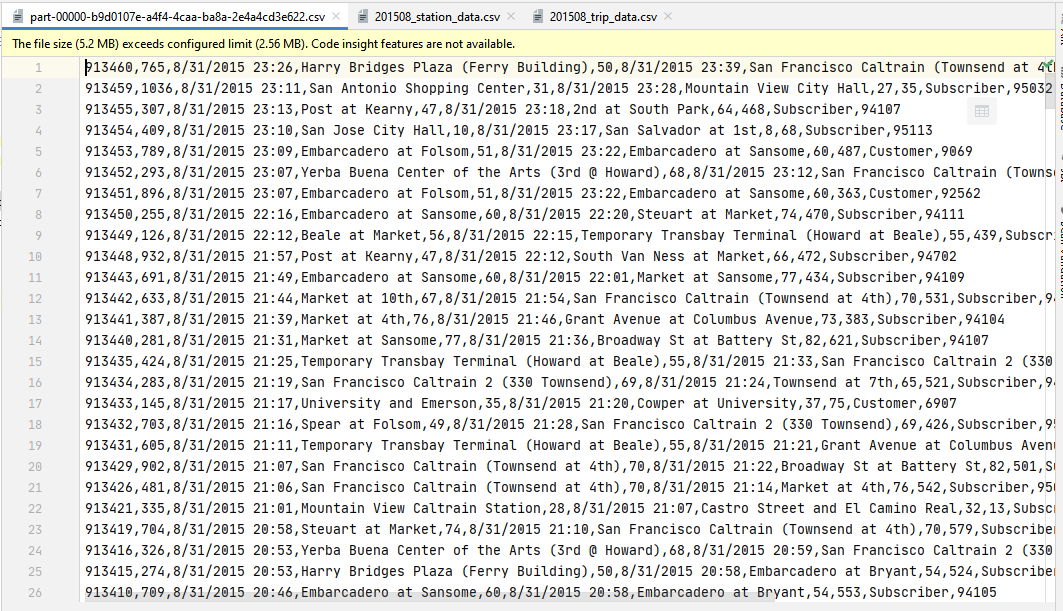 part-00000-b9d0107e-a4f4-4caa-ba8a-2e4a4cd3e622.csv 201508_station_data.csv 201508_trip_data.csv
The file size (5.2 MB) exceeds configured limit (2.56 MB). Code insight features are not available.
1 913460,765,8/31/2015 23:26,Harry Bridges Plaza (Ferry Building),50,8/31/2015 23:39,San Francisco Caltrain (Townsend at 4th
2 913459,1036,8/31/2015 23:11,San Antonio Shopping Center,31,8/31/2015 23:28,Mountain View City Hall,27,35,Subscriber,95032
3 913455,307,8/31/2015 23:13,Post at Kearny,47,8/31/2015 23:18,2nd at South Park,64,468,Subscriber,94107
4 913454,409,8/31/2015 23:10,San Jose City Hall,10,8/31/2015 23:17,San Salvador at 1st,8,68,Subscriber,95113
5 913453,789,8/31/2015 23:09,Embarcadero at Folsom,51,8/31/2015 23:22,Embarcadero at Sansome,60,487,Customer,9069
6 913452,293,8/31/2015 23:07,Yerba Buena Center of the Arts (3rd @ Howard),68,8/31/2015 23:12,San Francisco Caltrain (Towns
7 913451,896,8/31/2015 23:07,Embarcadero at Folsom,51,8/31/2015 23:22,Embarcadero at Sansome,60,363,Customer,92562
8 913450,255,8/31/2015 22:16,Embarcadero at Sansome,60,8/31/2015 22:20,Steuart at Market,74,470,Subscriber,94111
9 913449,126,8/31/2015 22:12,Beale at Market,56,8/31/2015 22:15,Temporary Transbay Terminal (Howard at Beale),55,439,Subscr
10 913448,932,8/31/2015 21:57,Post at Kearny,47,8/31/2015 22:12,South Van Ness at Market,66,472,Subscriber,94702
11 913443,691,8/31/2015 21:49,Embarcadero at Sansome,60,8/31/2015 22:01,Market at Sansome,77,434,Subscriber,94109
12 913442,633,8/31/2015 21:44,Market at 10th,67,8/31/2015 21:54,San Francisco Caltrain (Townsend at 4th),70,531,Subscriber,9
13 913441,387,8/31/2015 21:39,Market at 4th,76,8/31/2015 21:46,Grant Avenue at Columbus Avenue,73,383,Subscriber,94104
14 913440,281,8/31/2015 21:31,Market at Sansome,77,8/31/2015 21:36,Broadway St at Battery St,82,621,Subscriber,94107
15 913435,424,8/31/2015 21:25,Temporary Transbay Terminal (Howard at Beale),55,8/31/2015 21:33,San Francisco Caltrain 2 (330
16 913434,283,8/31/2015 21:19,San Francisco Caltrain 2 (330 Townsend),69,8/31/2015 21:24,Townsend at 7th,65,521,Subscriber,9
17 913433,145,8/31/2015 21:17,University and Emerson,35,8/31/2015 21:20,Cowper at University,37,75,Customer,6907
18 913432,703,8/31/2015 21:16,Spear at Folsom,49,8/31/2015 21:28,San Francisco Caltrain 2 (330 Townsend),69,426,Subscriber,9
19 913431,605,8/31/2015 21:11,Temporary Transbay Terminal (Howard at Beale),55,8/31/2015 21:21,Grant Avenue at Columbus Aven
20 913429,902,8/31/2015 21:07,San Francisco Caltrain (Townsend at 4th),70,8/31/2015 21:22,Broadway St at Battery St,82,501,S
21 913426,481,8/31/2015 21:06,San Francisco Caltrain (Townsend at 4th),70,8/31/2015 21:14,Market at 4th,76,542,Subscriber,950
22 913421,335,8/31/2015 21:01,Mountain View Caltrain Station,28,8/31/2015 21:07,Castro Street and El Camino Real,32,13,Subsc
23 913419,704,8/31/2015 20:58,Steuart at Market,74,8/31/2015 21:10,San Francisco Caltrain (Townsend at 4th),70,579,Subscriber
24 913416,326,8/31/2015 20:53,Yerba Buena Center of the Arts (3rd @ Howard),68,8/31/2015 20:59,San Francisco Caltrain 2 (330
25 913415,274,8/31/2015 20:53,Harry Bridges Plaza (Ferry Building),50,8/31/2015 20:58,Embarcadero at Bryant,54,524,Subscriber
26 913410,709,8/31/2015 20:46,Embarcadero at Sansome,60,8/31/2015 20:58,Embarcadero at Bryant,54,553,Subscriber,94105